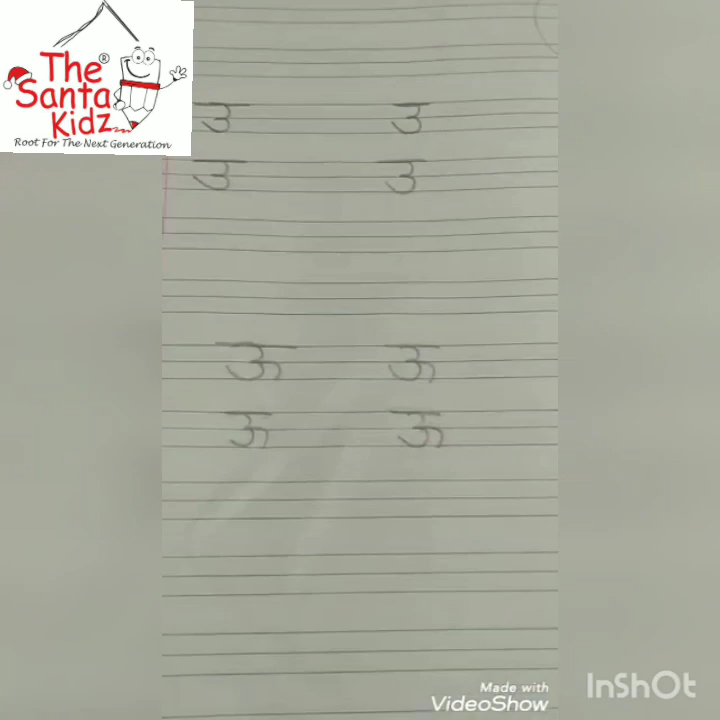 The ®
Santa
Kidz
Root For The Next Generation
उ उ
उ उ
ऊ ऊ
ऊ ऊ
Made with
VideoShow
InShOt